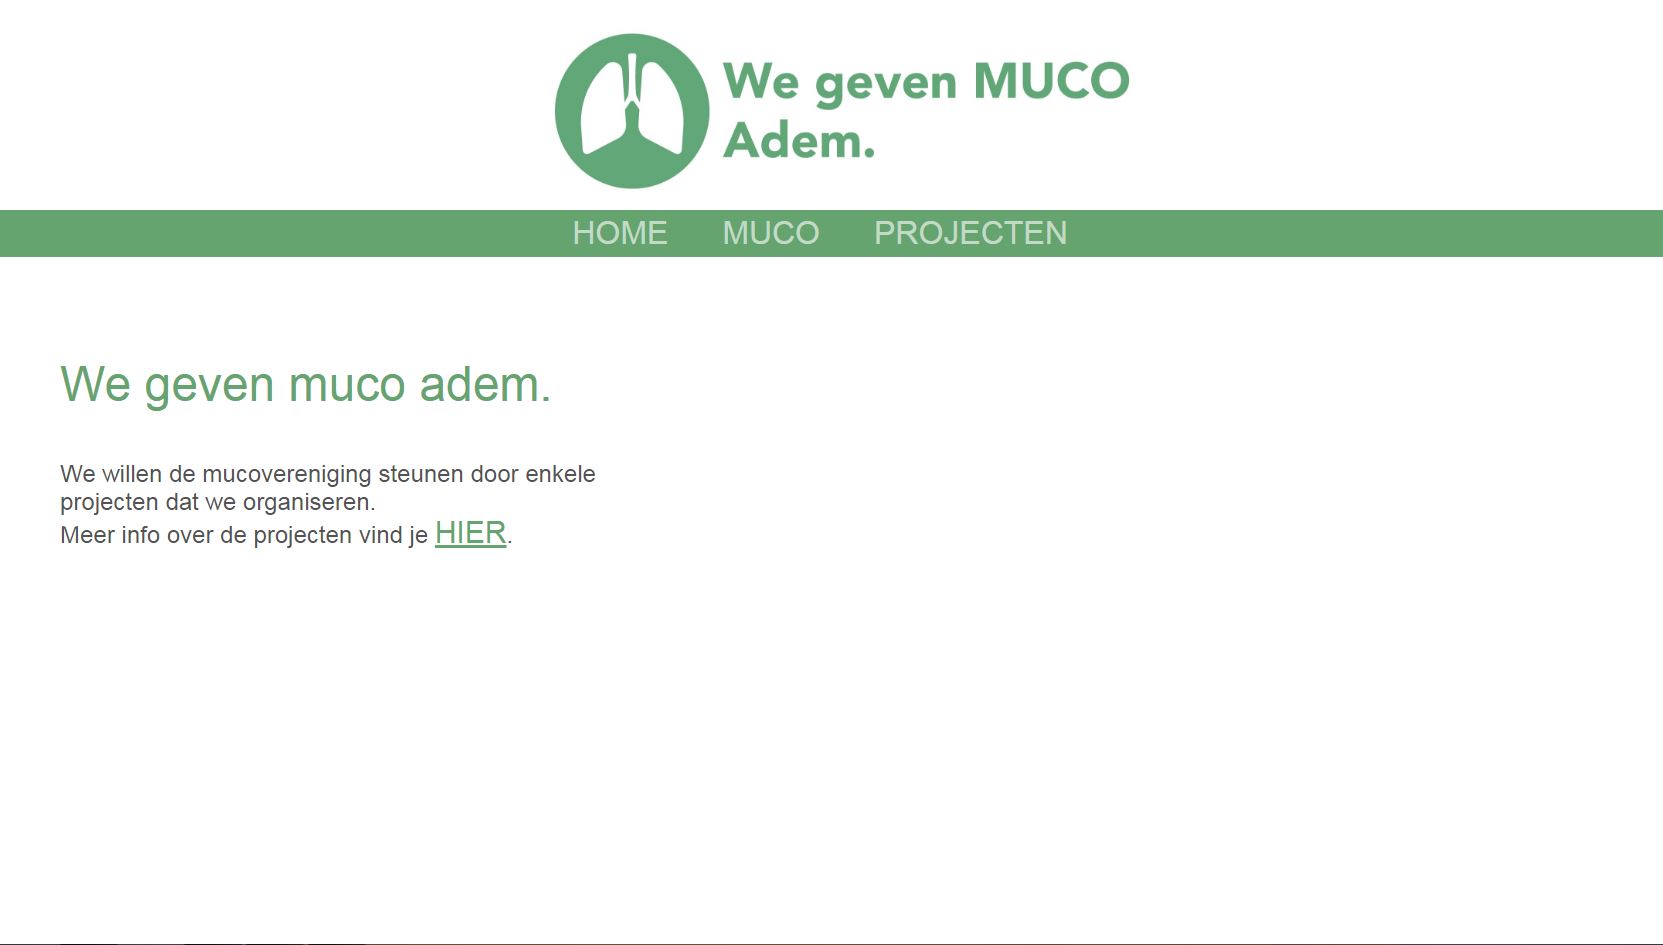 We geven MUCO
Adem.
HOME MUCO PROJECTEN
We geven muco adem.
We willen de mucovereniging steunen door enkele
projecten dat we organiseren.
Meer info over de projecten vind je HIER.